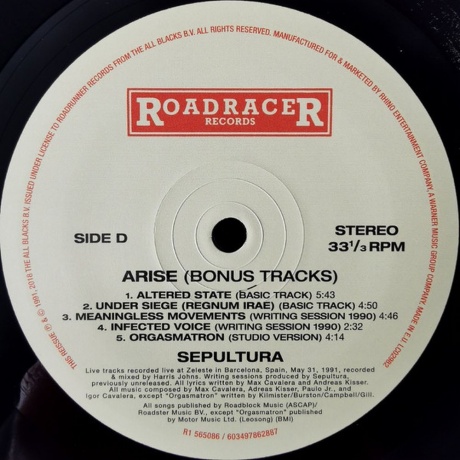 THIS REISSUE ℗ & © 1991, 2018 THE ALL BLACKS B.V. ISSUED UNDER LICENSE TO ROADRUNNER RECORDS FROM THE ALL BLACKS B.V. ALL RIGHTS RESERVED. MANUFACTURED FOR & MARKETED BY RHINO ENTERTAINMENT COMPANY, A WARNER MUSIC GROUP COMPANY. MADE IN E.U.
ROADRACER
RECORDS
SIDE D
STEREO
33 1/3 RPM
ARISE (BONUS TRACKS)
1. ALTERED STATE (BASIC TRACK) 5:43
2. UNDER SIEGE (REGNUM IRAE) (BASIC TRACK) 4:50
3. MEANINGLESS MOVEMENTS (WRITING SESSION 1990) 4:46
4. INFECTED VOICE (WRITING SESSION 1990) 2:32
5. ORGASMATRON (STUDIO VERSION) 4:14
SEPULTURA
Live tracks recorded live at Zeleste in Barcelona, Spain, May 31, 1991, recorded
& mixed by Harris Johns. Writing sessions produced by Sepultura,
previously unreleased. All lyrics written by Max Cavalera and Andreas Kisser.
All music composed by Max Cavalera, Adreas Kisser, Paulo Jr., and
Igor Cavalera, except "Orgasmatron" written by Kilmister/Burston/Campbell/Gill.
All songs published by Roadblock Music (ASCAP)/
Roadster Music BV., except "Orgasmatron" published
by Motor Music Ltd. (Leosong) (BMI)
R1 565086 / 603497862887